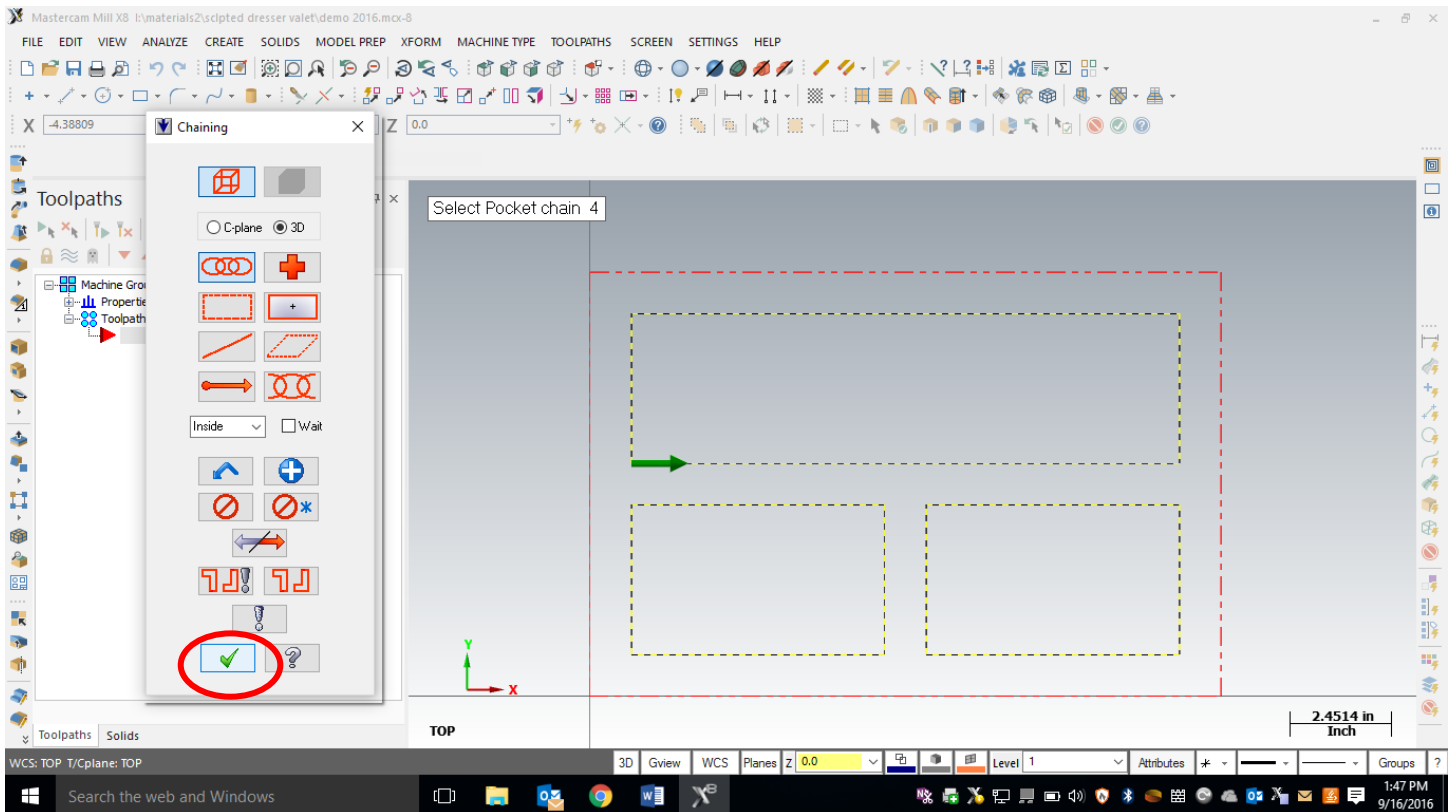 Mastercam Mill X8 I:\materials2\sclpted dresser valet\demo 2016.mcx-8
FILE EDIT VIEW ANALYZE CREATE SOLIDS MODEL PREP XFORM MACHINE TYPE TOOLPATHS SCREEN SETTINGS HELP
X -4.38809 Z 0.0
Chaining
C-plane 3D
Inside Wait
Toolpaths
Machine Gro
Propertie
Toolpath
Select Pocket chain 4
Y
X
TOP
2.4514 in
Inch
Toolpaths Solids
WCS: TOP T/Cplane: TOP
3D Gview WCS Planes Z 0.0 Level 1 Attributes Groups ?
Search the web and Windows
1:47 PM
9/16/2016